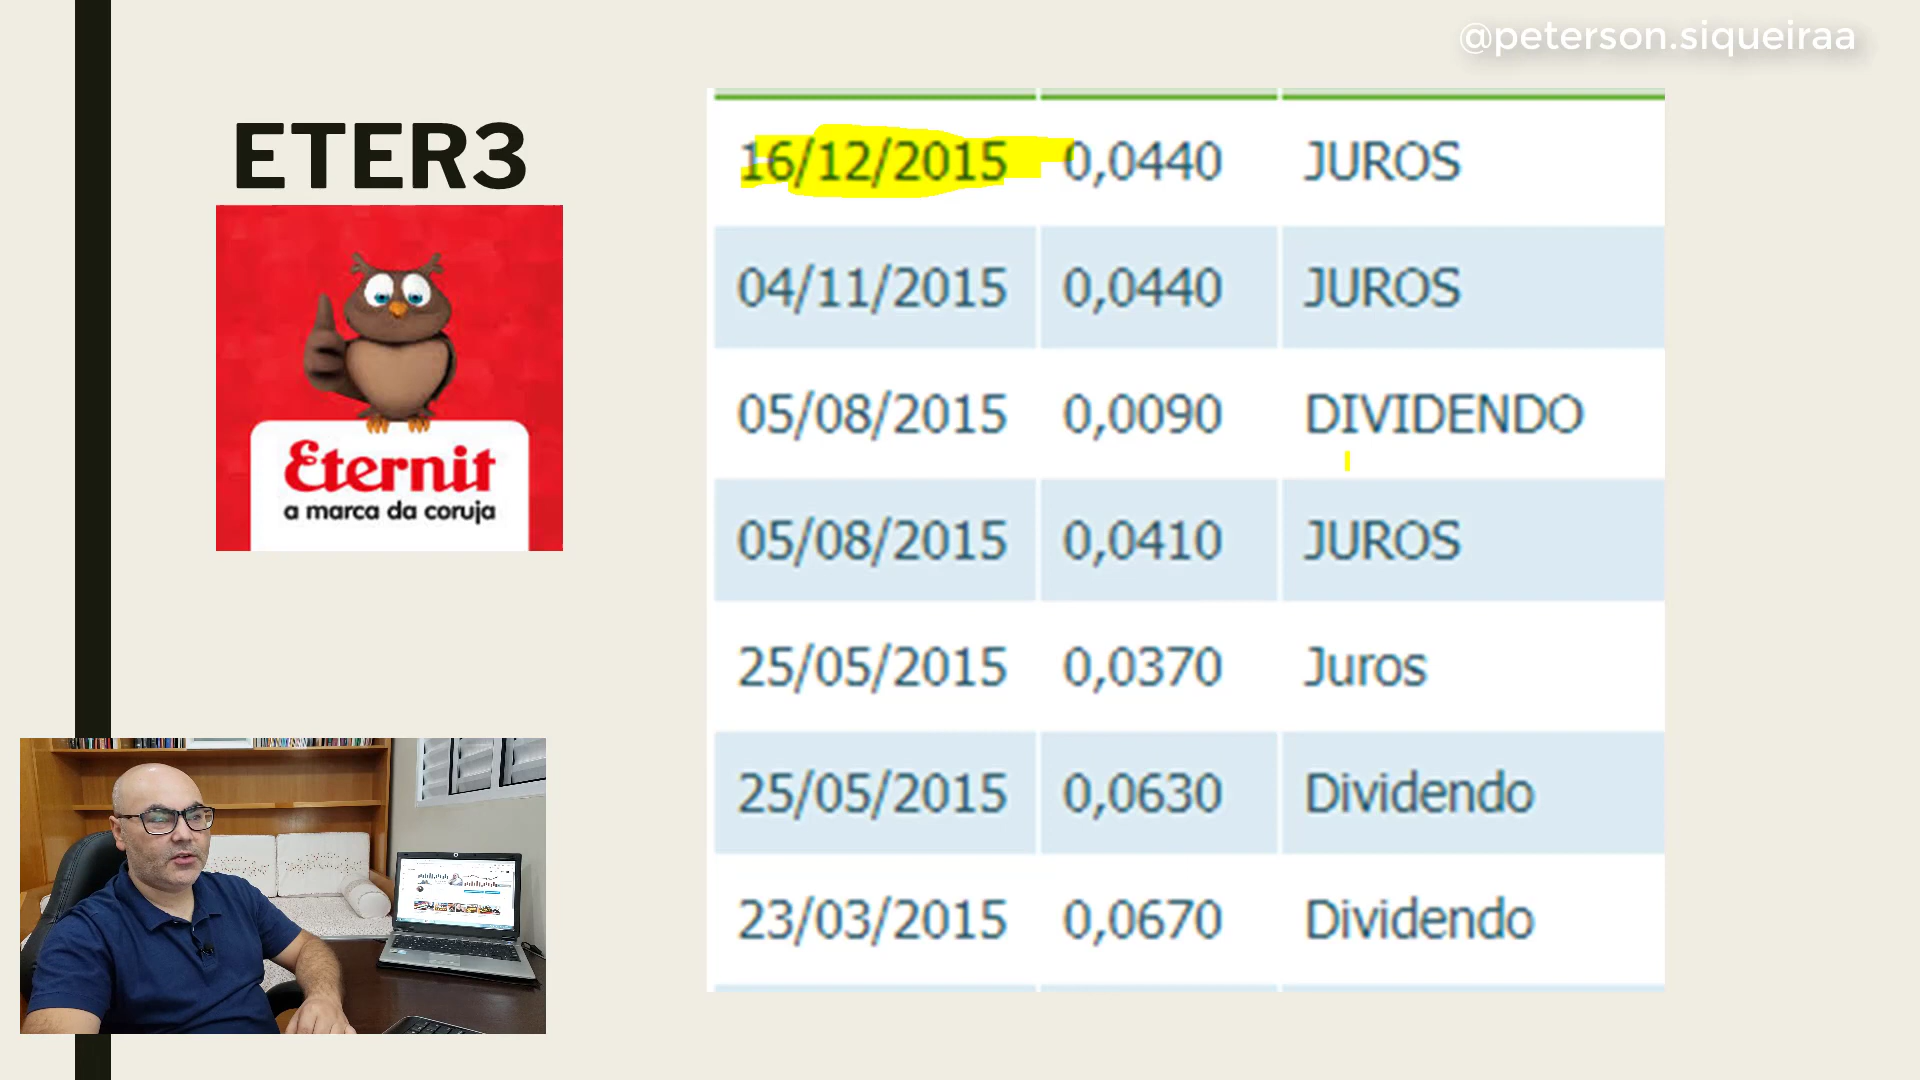 @peterson.siqueiraa
ETER3
Eternit
a marca da coruja
16/12/2015 0,0440 JUROS
04/11/2015 0,0440 JUROS
05/08/2015 0,0090 DIVIDENDO
05/08/2015 0,0410 JUROS
25/05/2015 0,0370 Juros
25/05/2015 0,0630 Dividendo
23/03/2015 0,0670 Dividendo